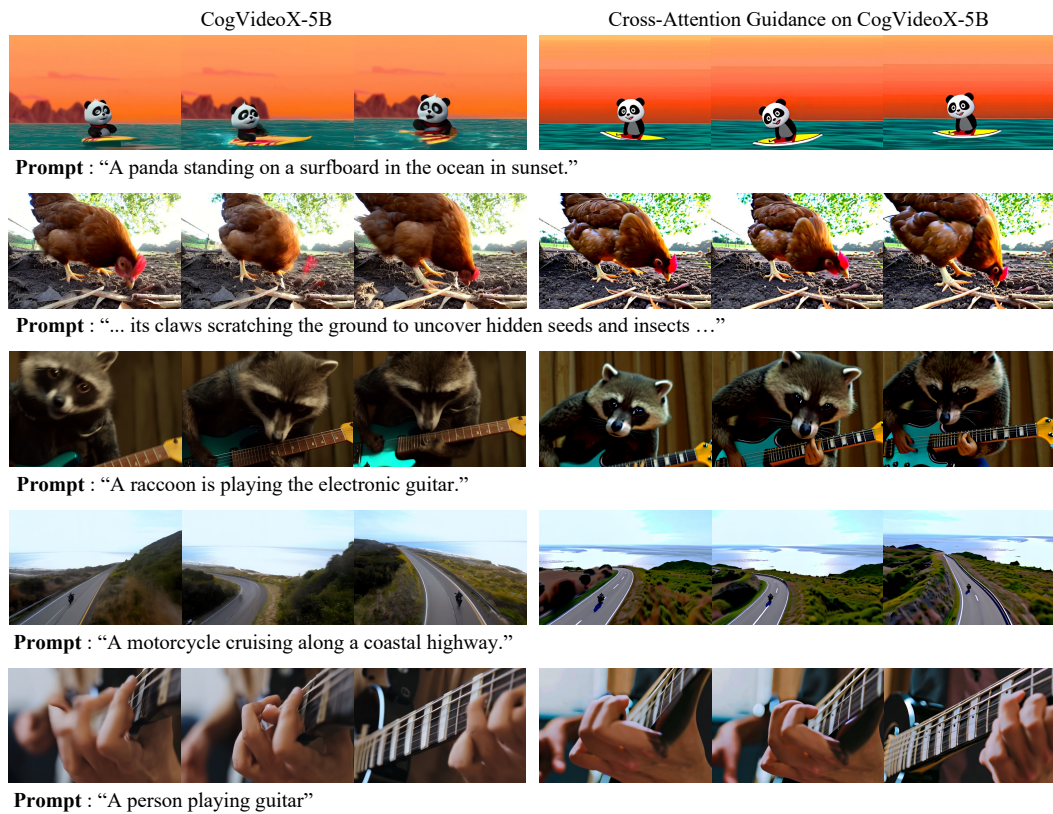 CogVideoX-5B
Cross-Attention Guidance on CogVideoX-5B
Prompt : “A panda standing on a surfboard in the ocean in sunset.”
Prompt : “... its claws scratching the ground to uncover hidden seeds and insects …”
Prompt : “A raccoon is playing the electronic guitar.”
Prompt : “A motorcycle cruising along a coastal highway.”
Prompt : “A person playing guitar”